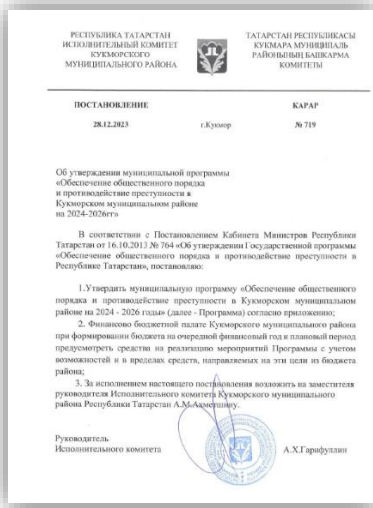 РЕСПУБЛИКА ТАТАРСТАН
ИСПОЛНИТЕЛЬНЫЙ КОМИТЕТ
КУКМОРСКОГО
МУНИЦИПАЛЬНОГО РАЙОНА
ТАТАРСТАН РЕСПУБЛИКАСЫ
КУКМАРА МУНИЦИПАЛЬ
РАЙОНЫНЫҢ БАШКАРМА
КОМИТЕТЫ
ПОСТАНОВЛЕНИЕ
КАРАР
28.12.2023
г.Кукмор
№ 719
Об утверждении муниципальной программы
«Обеспечение общественного порядка
и противодействие преступности в
Кукморском муниципальном районе
на 2024-2026гг»
В соответствии с Постановлением Кабинета Министров Республики
Татарстан от 16.10.2013 № 764 «Об утверждении Государственной программы
«Обеспечение общественного порядка и противодействие преступности в
Республике Татарстан», постановляю:
1.Утвердить муниципальную программу «Обеспечение общественного
порядка и противодействие преступности в Кукморском муниципальном
районе на 2024 - 2026 годы» (далее - Программа) согласно приложению;
2. Финансово бюджетной палате Кукморского муниципального района
при формировании бюджета на очередной финансовый год и плановый период
предусмотреть средства на реализацию мероприятий Программы с учетом
возможностей и в пределах средств, направляемых на эти цели из бюджета
района;
3. За исполнением настоящего постановления возложить на заместителя
руководителя Исполнительного комитета Кукморского муниципального
района Республики Татарстан А.М.Ахметшину.
Руководитель
Исполнительного комитета
А.Х.Гарифуллин